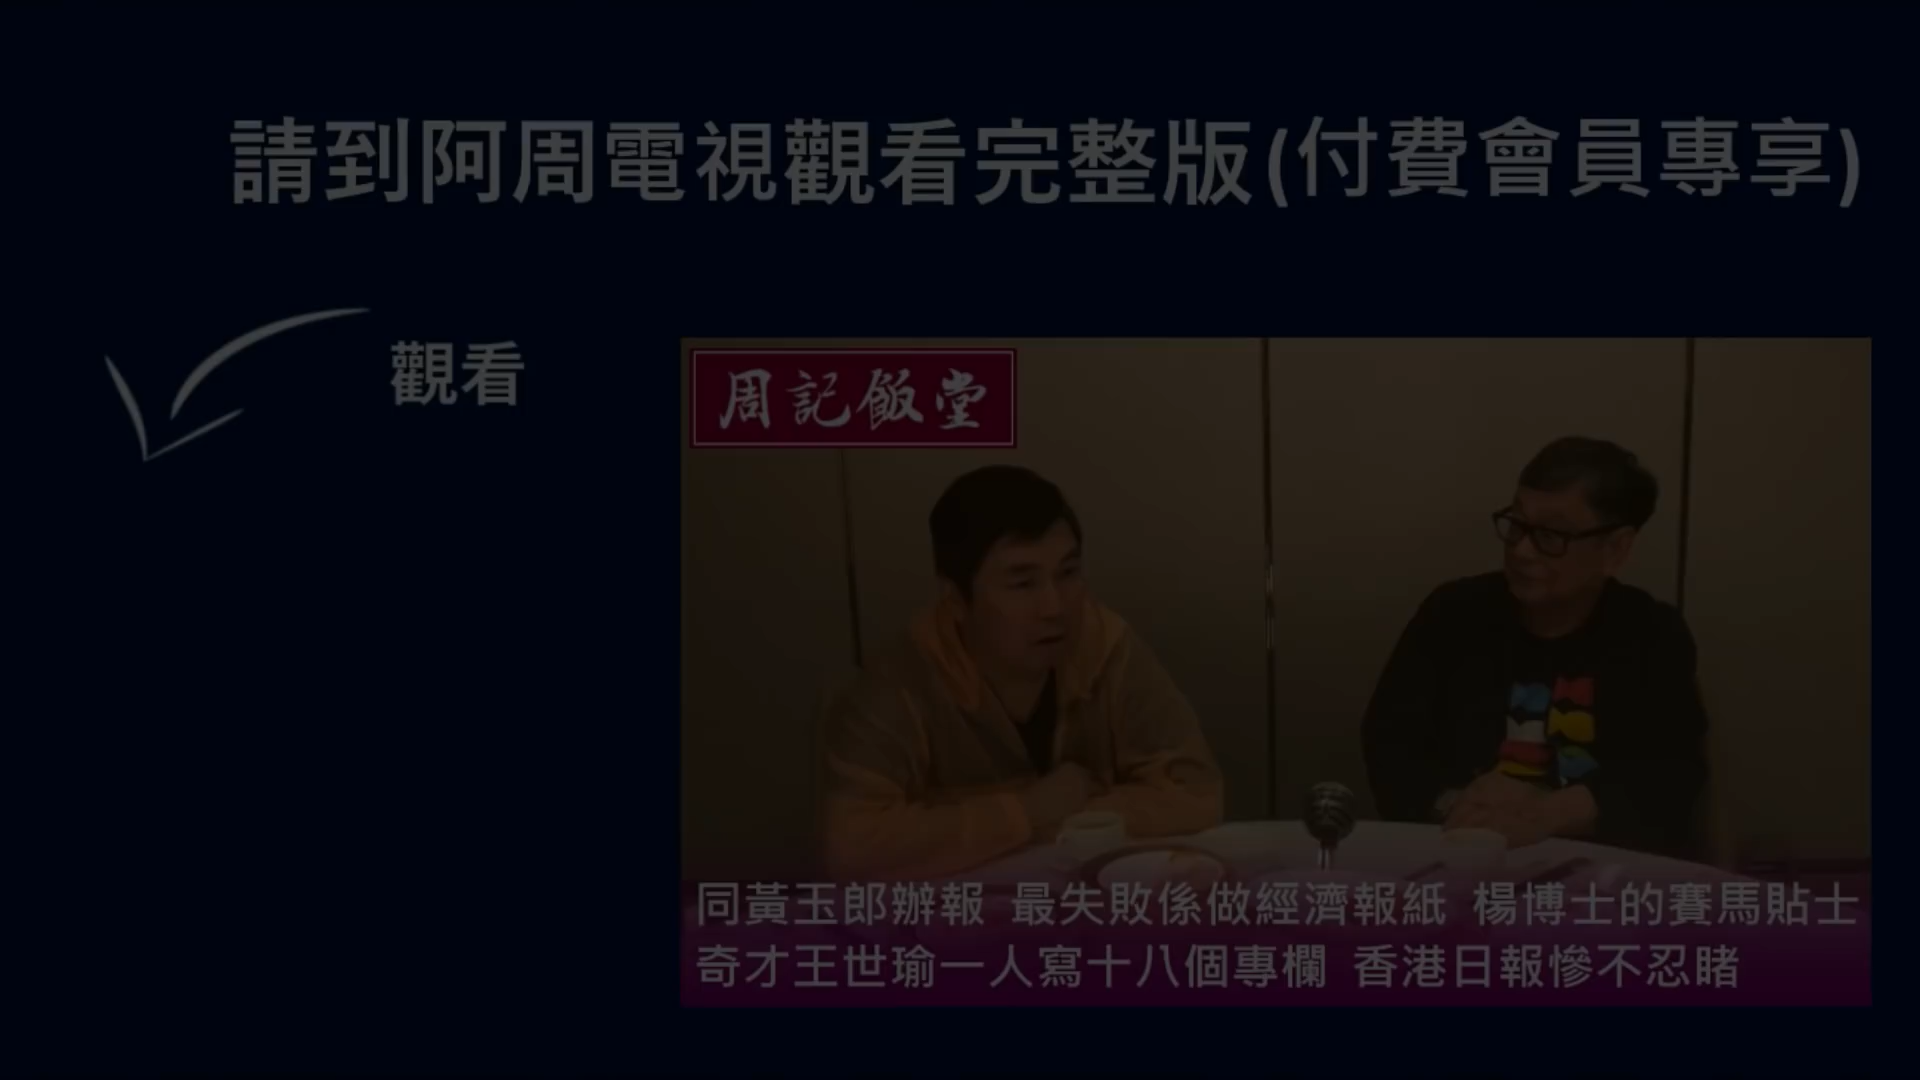 請到阿周電視觀看完整版(付費會員專享)
觀看
周記飯堂
同黃玉郎辦報 最失敗係做經濟報紙 楊博士的賽馬貼士
奇才王世瑜一人寫十八個專欄 香港日報慘不忍睹